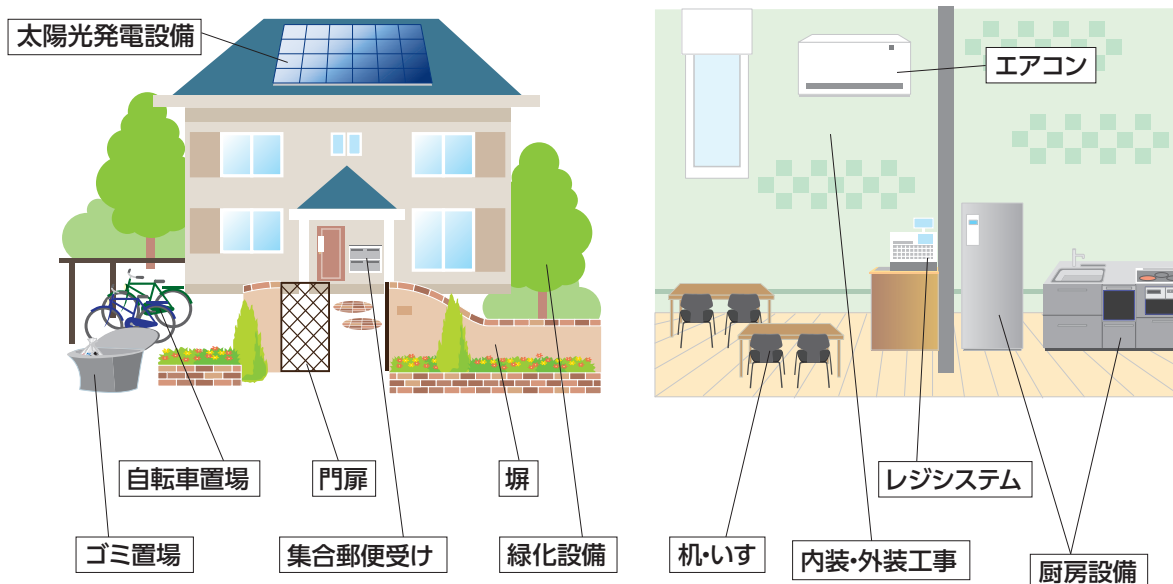 太陽光発電設備
エアコン
自転車置場
門扉
塀
レジシステム
ゴミ置場
集合郵便受け
緑化設備
机・いす
内装・外装工事
厨房設備